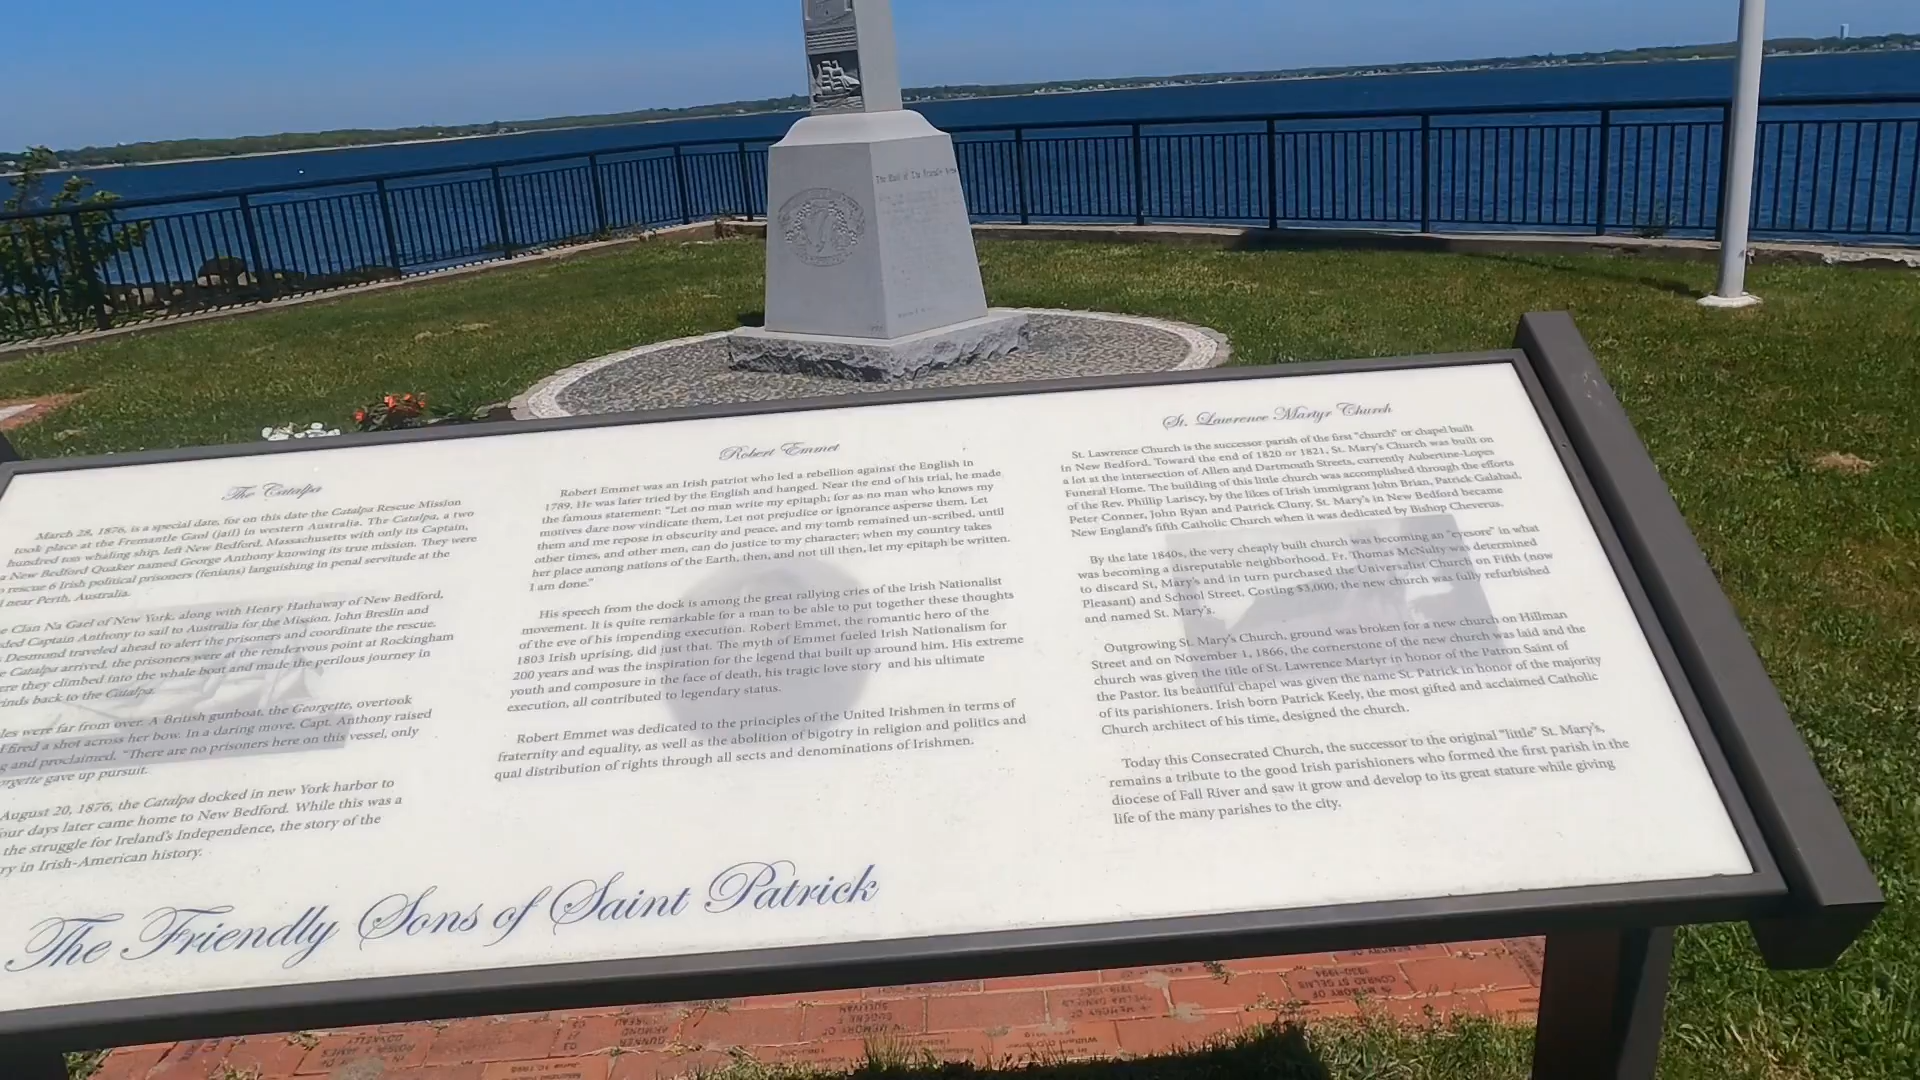 The Catalpa
March 28, 1876, is a special date, for on this date the Catalpa Rescue Mission
took place at the Fremantle Gaol (jail) in western Australia. The Catalpa, a two
hundred ton whaling ship, left New Bedford, Massachusetts with only its Captain,
a New Bedford Quaker named George Anthony knowing its true mission. They were
rescue 6 Irish political prisoners (fenians) languishing in penal servitude at the
near Perth, Australia.
Clan Na Gael of New York, along with Henry Hathaway of New Bedford,
Captain Anthony to sail to Australia for the Mission. John Breslin and
Desmond traveled ahead to alert the prisoners and coordinate the rescue.
Catalpa arrived, the prisoners were at the rendezvous point at Rockingham
they climbed into the whale boat and made the perilous journey in
back to the Catalpa.
were far from over. A British gunboat, the Georgette, overtook
fired a shot across her bow. In a daring move, Capt. Anthony raised
and proclaimed, "There are no prisoners here on this vessel, only
gave up pursuit.
August 20, 1876, the Catalpa docked in new York harbor to
four days later came home to New Bedford. While this was a
the struggle for Ireland's Independence, the story of the
in Irish-American history.
Robert Emmet
Robert Emmet was an Irish patriot who led a rebellion against the English in
1789. He was later tried by the English and hanged. Near the end of his trial, he made
the famous statement: "Let no man write my epitaph; for as no man who knows my
motives dare now vindicate them, Let not prejudice or ignorance asperse them. Let
them and me repose in obscurity and peace, and my tomb remained un-scribed, until
other times, and other men, can do justice to my character; when my country takes
her place among nations of the Earth, then, and not till then, let my epitaph be written.
I am done."
His speech from the dock is among the great rallying cries of the Irish Nationalist
movement. It is quite remarkable for a man to be able to put together these thoughts
of the eve of his impending execution. Robert Emmet, the romantic hero of the
1803 Irish uprising, did just that. The myth of Emmet fueled Irish Nationalism for
200 years and was the inspiration for the legend that built up around him. His extreme
youth and composure in the face of death, his tragic love story and his ultimate
execution, all contributed to legendary status.
Robert Emmet was dedicated to the principles of the United Irishmen in terms of
fraternity and equality, as well as the abolition of bigotry in religion and politics and
qual distribution of rights through all sects and denominations of Irishmen.
St. Lawrence Martyr Church
St. Lawrence Church is the successor parish of the first "church" or chapel built
in New Bedford. Toward the end of 1820 or 1821, St. Mary's Church was built on
a lot at the intersection of Allen and Dartmouth Streets, currently Aubertine-Lopes
Funeral Home. The building of this little church was accomplished through the efforts
of the Rev. Phillip Lariscy, by the likes of Irish immigrant John Brian, Patrick Galabad,
Peter Conner, John Ryan and Patrick Cluny. St. Mary's in New Bedford became
New England's fifth Catholic Church when it was dedicated by Bishop Cheverus.
By the late 1840s, the very cheaply built church was becoming an "eyesore" in what
was becoming a disreputable neighborhood. Fr. Thomas McNulty was determined
to discard St. Mary's and in turn purchased the Universalist Church on Fifth (now
Pleasant) and School Street. Costing $3,000, the new church was fully refurbished
and named St. Mary's.
Outgrowing St. Mary's Church, ground was broken for a new church on Hillman
Street and on November 1, 1866, the cornerstone of the new church was laid and the
church was given the title of St. Lawrence Martyr in honor of the Patron Saint of
the Pastor. Its beautiful chapel was given the name St. Patrick in honor of the majority
of its parishioners. Irish born Patrick Keely, the most gifted and acclaimed Catholic
Church architect of his time, designed the church.
Today this Consecrated Church, the successor to the original "little" St. Mary's,
remains a tribute to the good Irish parishioners who formed the first parish in the
diocese of Fall River and saw it grow and develop to its great stature while giving
life of the many parishes to the city.
The Friendly Sons of Saint Patrick
IN MEMORY OF
CONRAD ST GELAIS
1930-1994
IN MEMORY OF
EUGENE
SULLIVAN